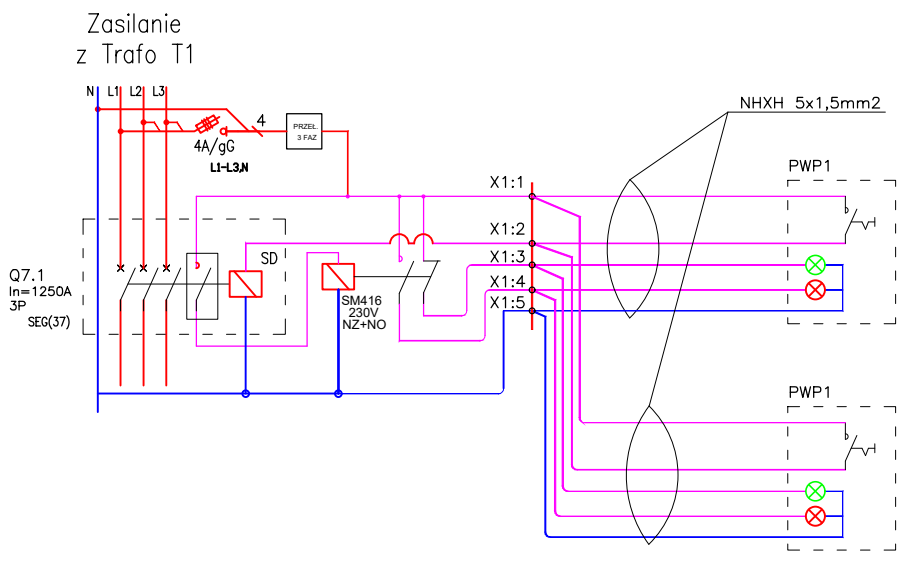 Zasilanie
z Trafo T1
N L1 L2 L3
4
PRZEŁ.
3 FAZ
4A/gG
L1-L3,N
NHXH 5x1,5mm2
PWP1
X1:1
X1:2
X1:3
X1:4
X1:5
SD
Q7.1
In=1250A
3P
SEG(37)
SM416
230V
NZ+NO
PWP1